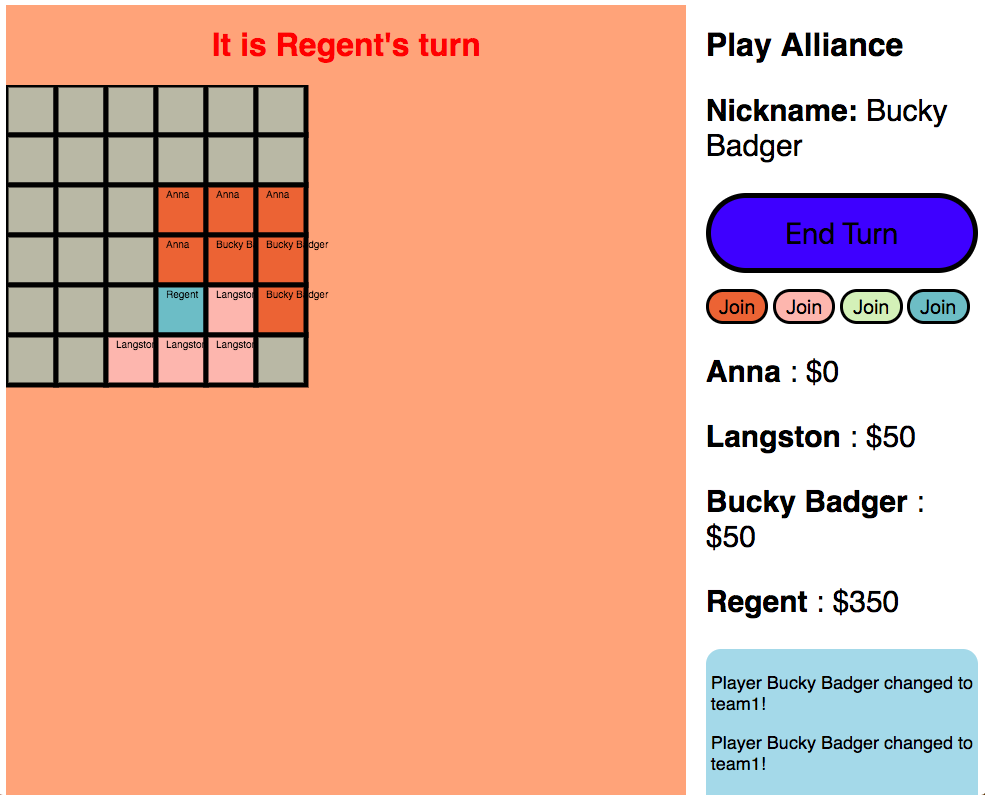 It is Regent's turn
Anna Anna Anna
Anna Bucky B Bucky Badger
Regent Langston Bucky Badger
Langston Langston Langston
Play Alliance
Nickname: Bucky
Badger
End Turn
Join Join Join Join
Anna : $0
Langston : $50
Bucky Badger :
$50
Regent : $350
Player Bucky Badger changed to
team1!
Player Bucky Badger changed to
team1!